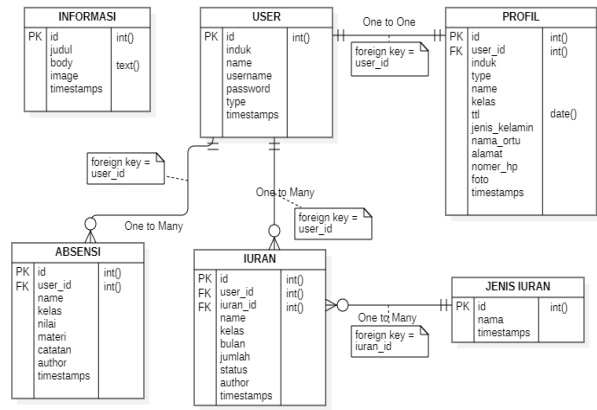 INFORMASI
PK id int()
judul
body text()
image
timestamps
USER
PK id int()
induk
name
username
password
type
timestamps
One to One
foreign key =
user_id
PROFIL
PK id int()
FK user_id int()
induk
type
name
kelas
ttl date()
jenis_kelamin
nama_ortu
alamat
nomer_hp
foto
timestamps
foreign key =
user_id
One to Many
One to Many
foreign key =
user_id
ABSENSI
PK id int()
FK user_id int()
name
kelas
nilai
materi
catatan
author
timestamps
IURAN
PK id int()
FK user_id int()
FK iuran_id int()
name
kelas
bulan
jumlah
status
author
timestamps
One to Many
foreign key =
iuran_id
JENIS IURAN
PK id int()
nama
timestamps